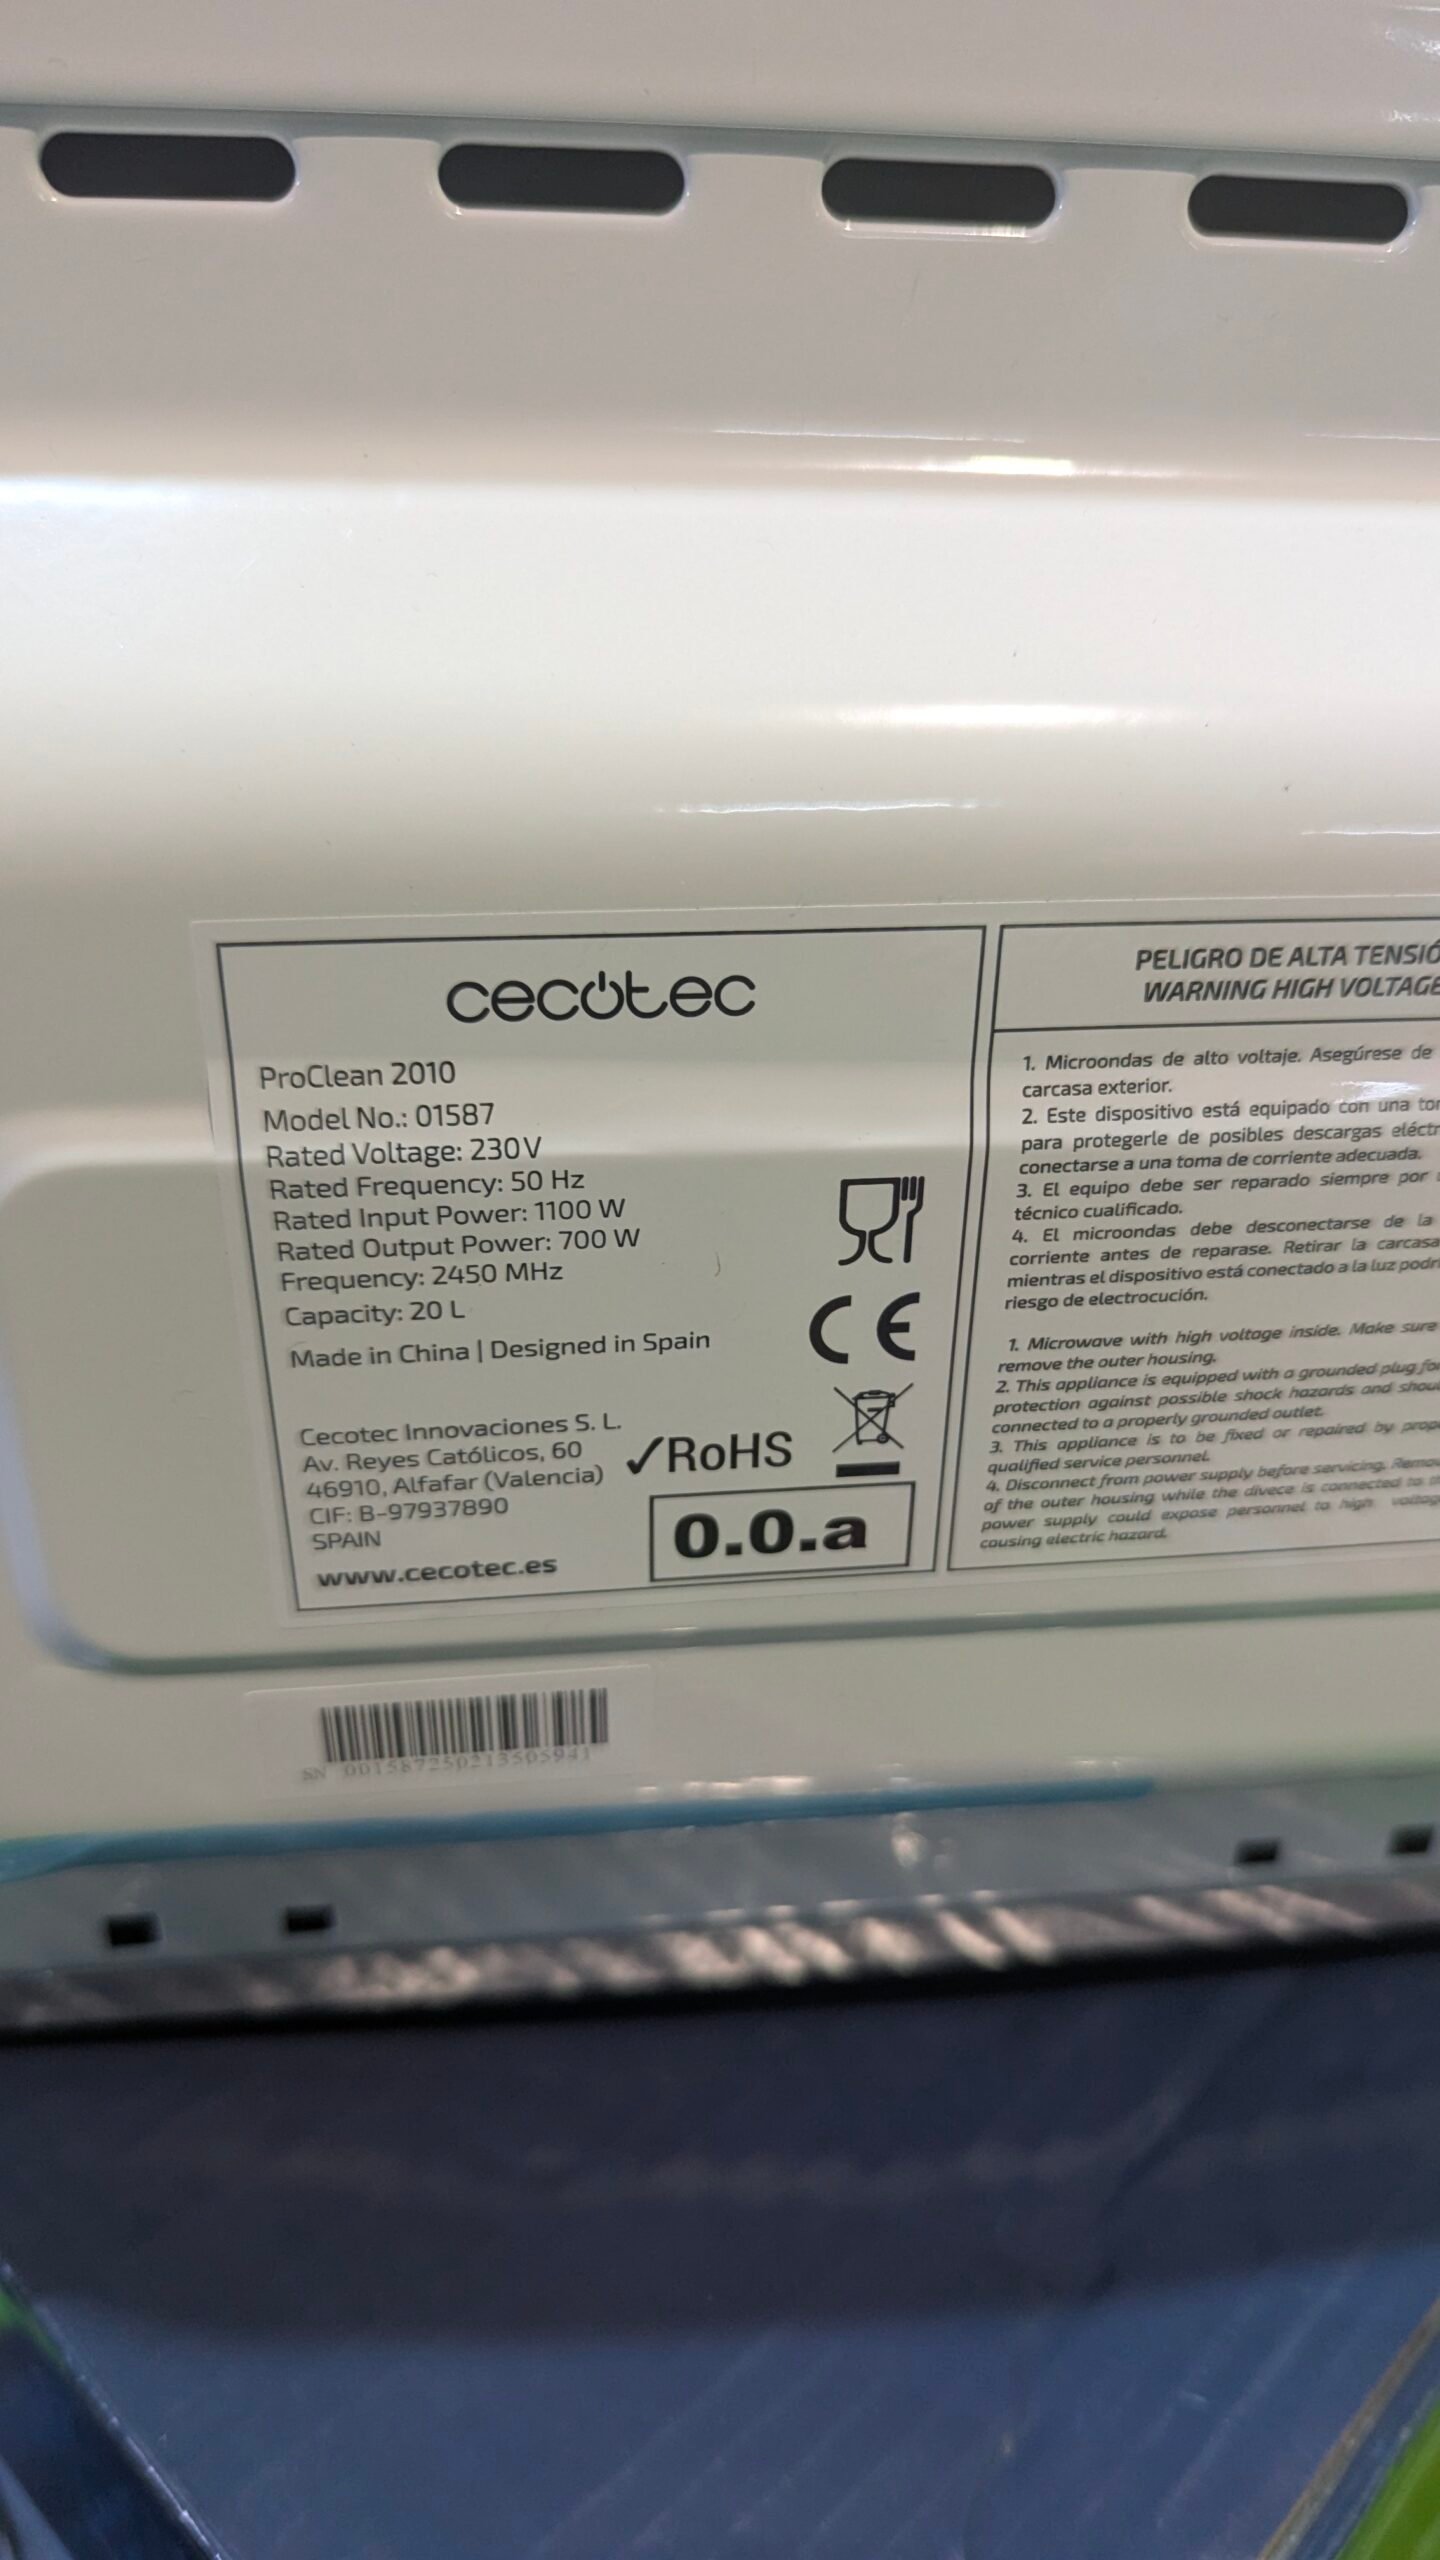 cecotec
ProClean 2010
Model No.: 01587
Rated Voltage: 230V
Rated Frequency: 50 Hz
Rated Input Power: 1100 W
Rated Output Power: 700 W
Frequency: 2450 MHz
Capacity: 20 L
Made in China | Designed in Spain
CE
Cecotec Innovaciones S. L.
Av. Reyes Católicos, 60
46910, Alfafar (Valencia)
CIF: B-97937890
SPAIN
www.cecotec.es
✓RoHS
0.0.a
PELIGRO DE ALTA
WARNING HIGH VOLTAGE
1. Microondas de alto voltaje. Asegúrese de
carcasa exterior.
2. Este dispositivo está equipado con una
para protegerle de posibles descargas
conectarse a una toma de corriente adecuada.
3. El equipo debe ser reparado siempre por
técnico cualificado.
4. El microondas debe desconectarse de la
corriente antes de reparase. Retirar la carcasa
mientras el dispositivo está conectado a la luz
riesgo de electrocución.
1. Microwave with high voltage inside. Make sure
remove the outer housing.
2. This appliance is equipped with a grounded plug
protection against possible shock hazards and
connected to a properly grounded outlet.
3. This appliance is to be fixed or repaired by
qualified service personnel.
4. Disconnect from power supply before servicing.
of the outer housing while the divece is connected to
power supply could expose personnel to high
causing electric hazard.
SN 001587250213505941